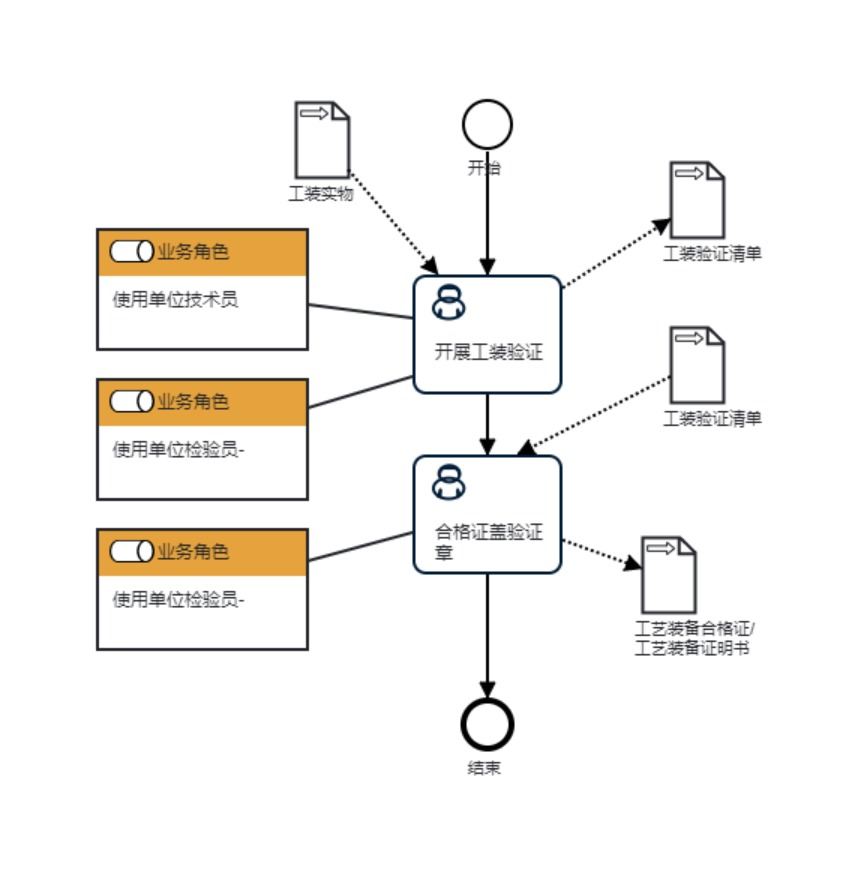 开始
工装实物
工装验证清单
业务角色
使用单位技术员
开展工装验证
业务角色
使用单位检验员-
工装验证清单
合格证盖验证
章
业务角色
使用单位检验员-
工艺装备合格证/
工艺装备证明书
结束